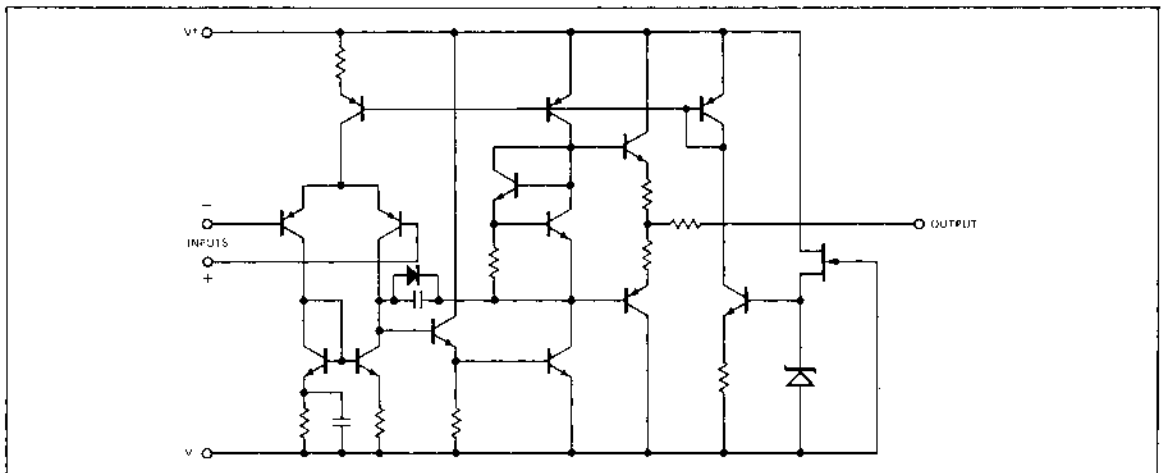 V+
−
INPUTS
+
OUTPUT
V